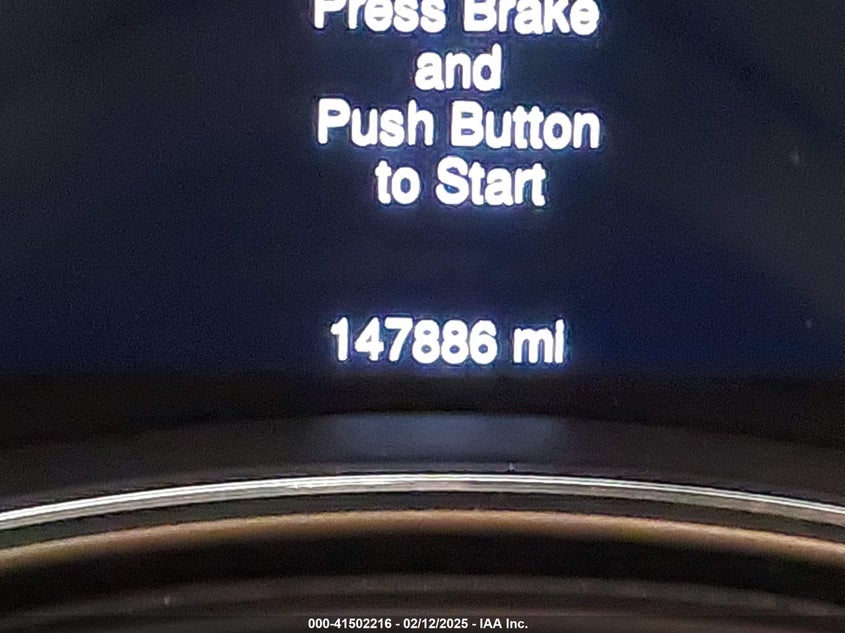 Press Brake
and
Push Button
to Start
147886 mi
000-41502216 - 02/12/2025 - IAA Inc.